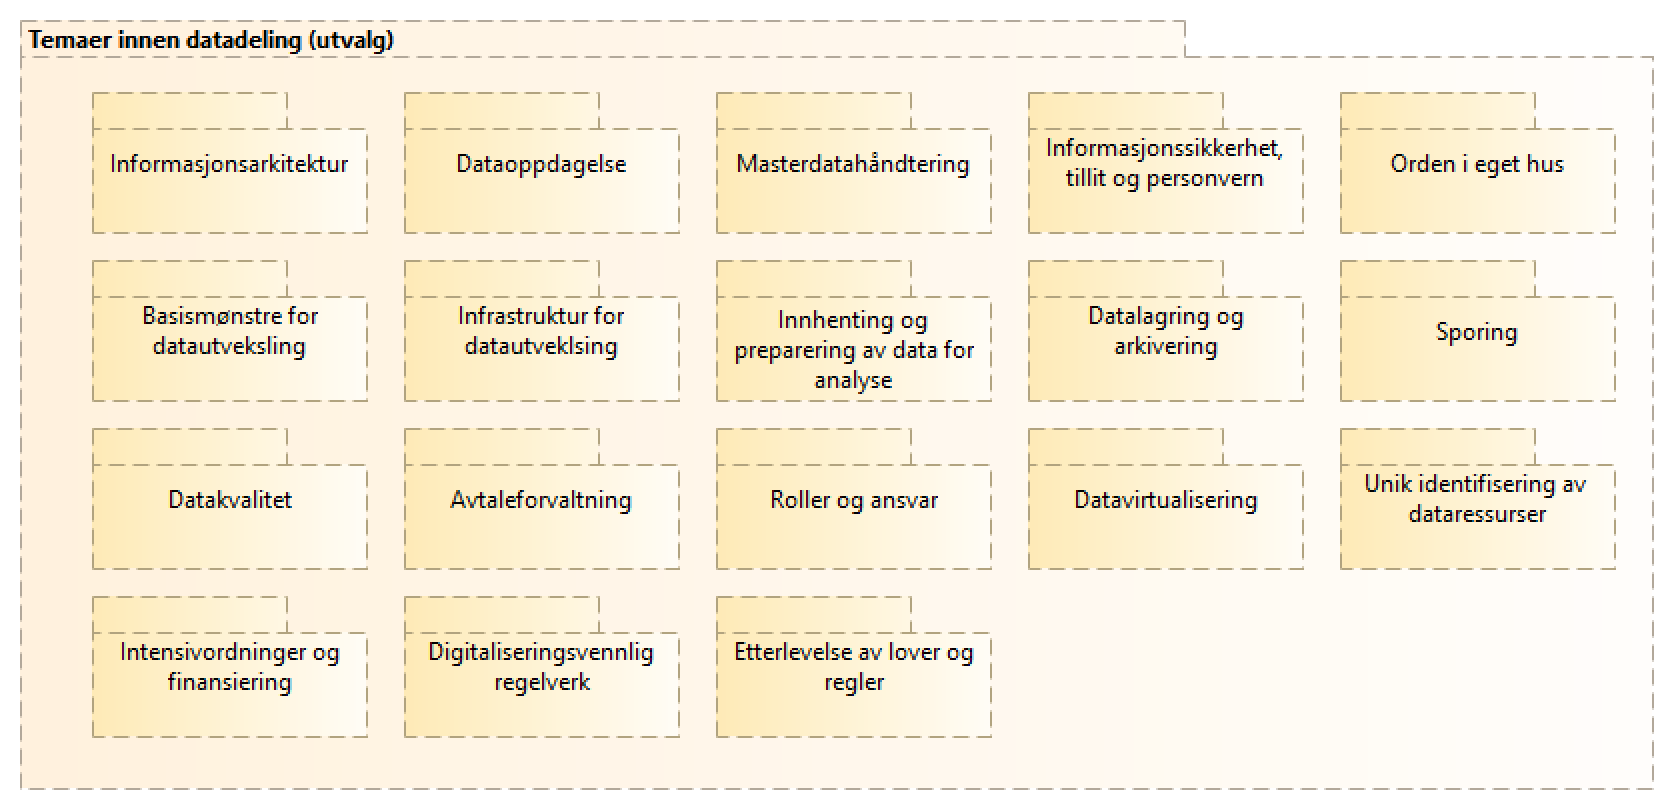 Temaer innen datadeling (utvalg)
Informasjonsarkitektur
Dataoppdagelse
Masterdatahåndtering
Informasjonssikkerhet,
tillit og personvern
Orden i eget hus
Basismønstre for
datautveksling
Infrastruktur for
datautveklsing
Innhenting og
preparering av data for
analyse
Datalagring og
arkivering
Sporing
Datakvalitet
Avtaleforvaltning
Roller og ansvar
Datavirtualisering
Unik identifisering av
dataressurser
Intensivordninger og
finansiering
Digitaliseringsvennlig
regelverk
Etterlevelse av lover og
regler